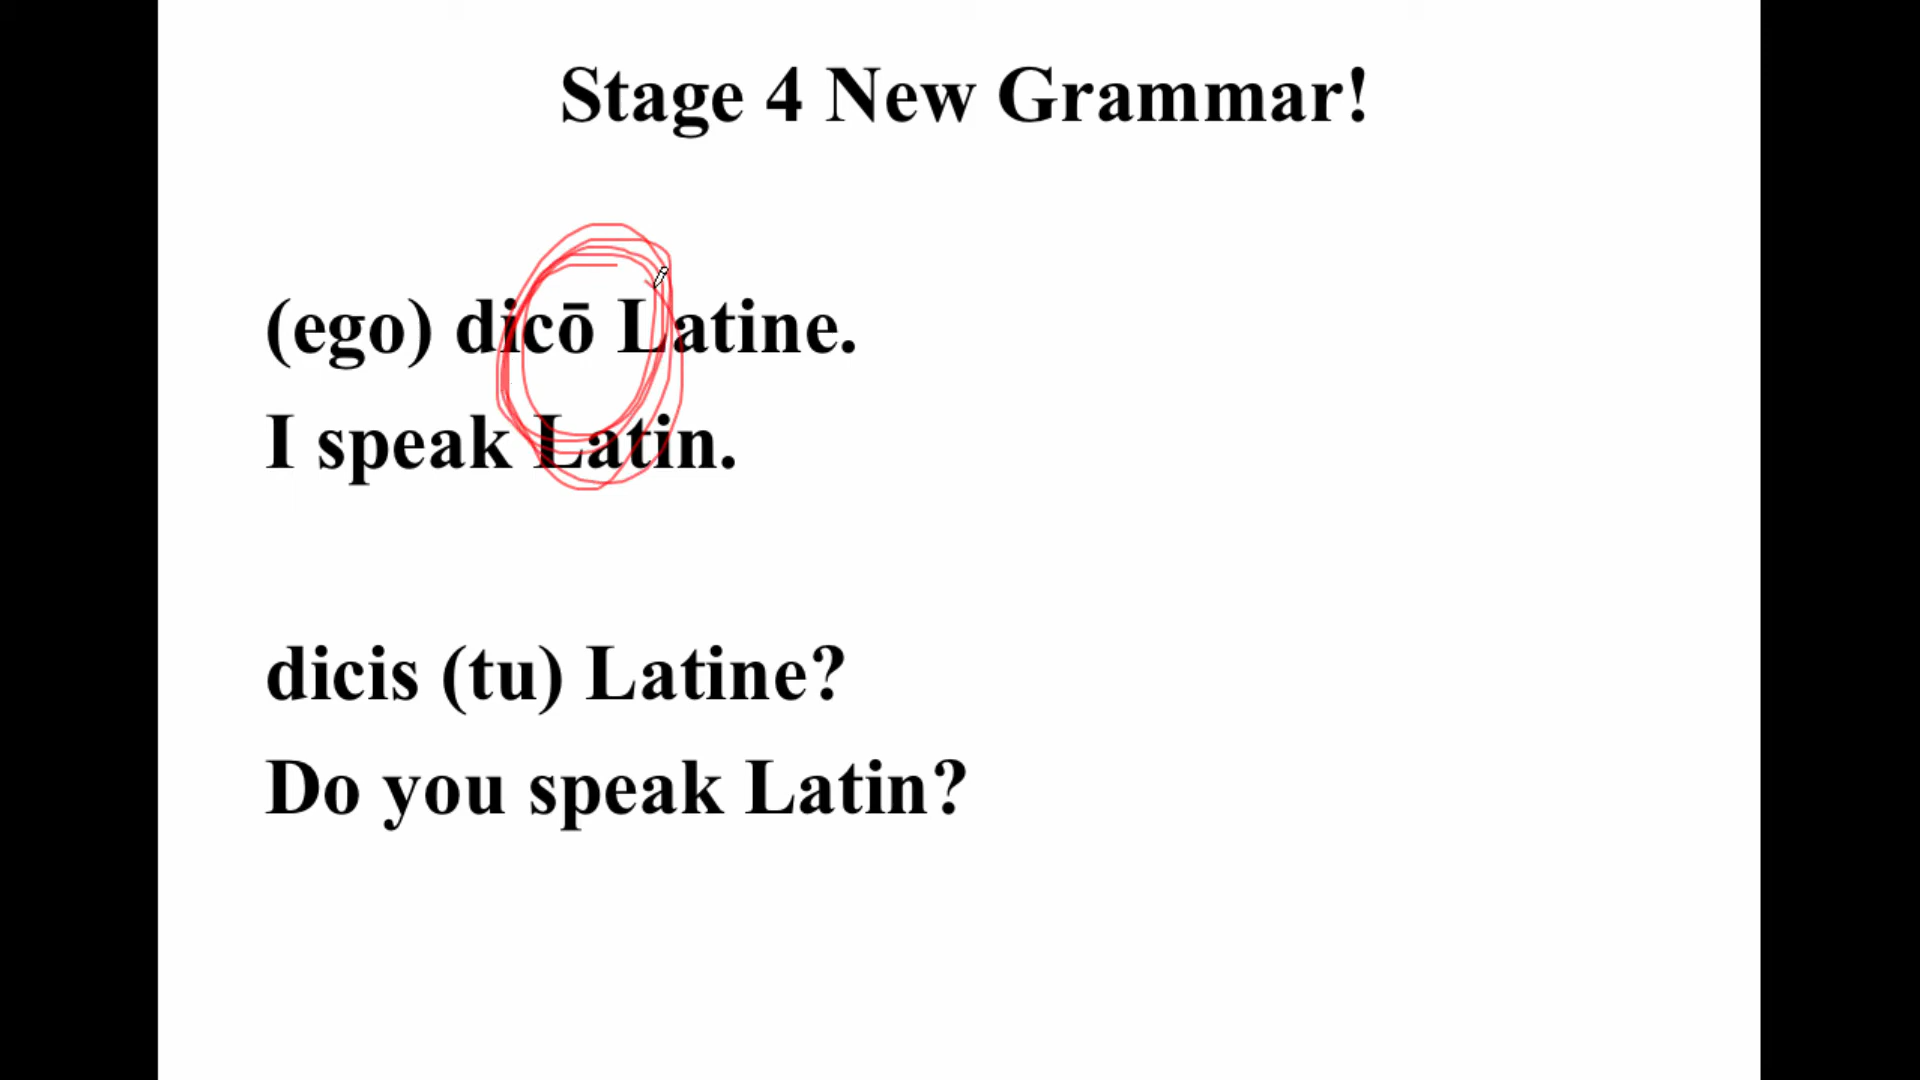 Stage 4 New Grammar!
(ego) dicō Latine.
I speak Latin.
dicis (tu) Latine?
Do you speak Latin?